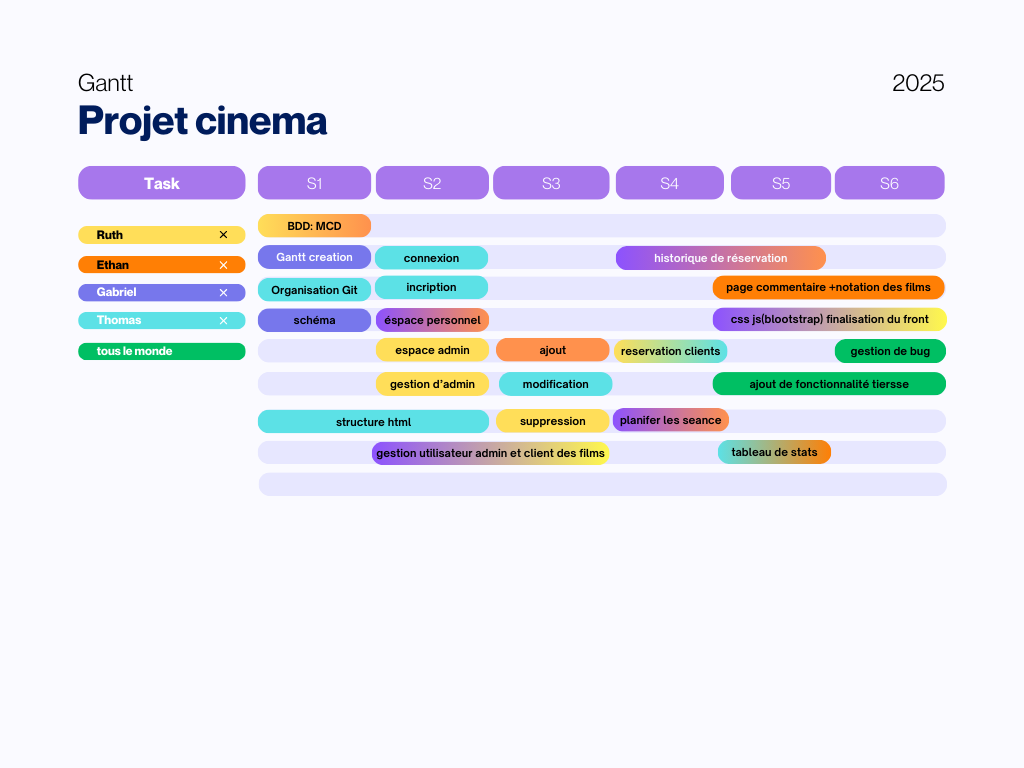 Gantt
2025
Projet cinema
Task
S1
S2
S3
S4
S5
S6
BDD: MCD
Ruth ×
Gantt creation
connexion
historique de réservation
Ethan ×
Organisation Git
incription
page commentaire +notation des films
Gabriel ×
schéma
éspace personnel
css js(blootstrap) finalisation du front
Thomas ×
espace admin
ajout
reservation clients
gestion de bug
tous le monde
gestion d'admin
modification
ajout de fonctionnalité tiersse
structure html
suppression
planifer les seance
gestion utilisateur admin et client des films
tableau de stats